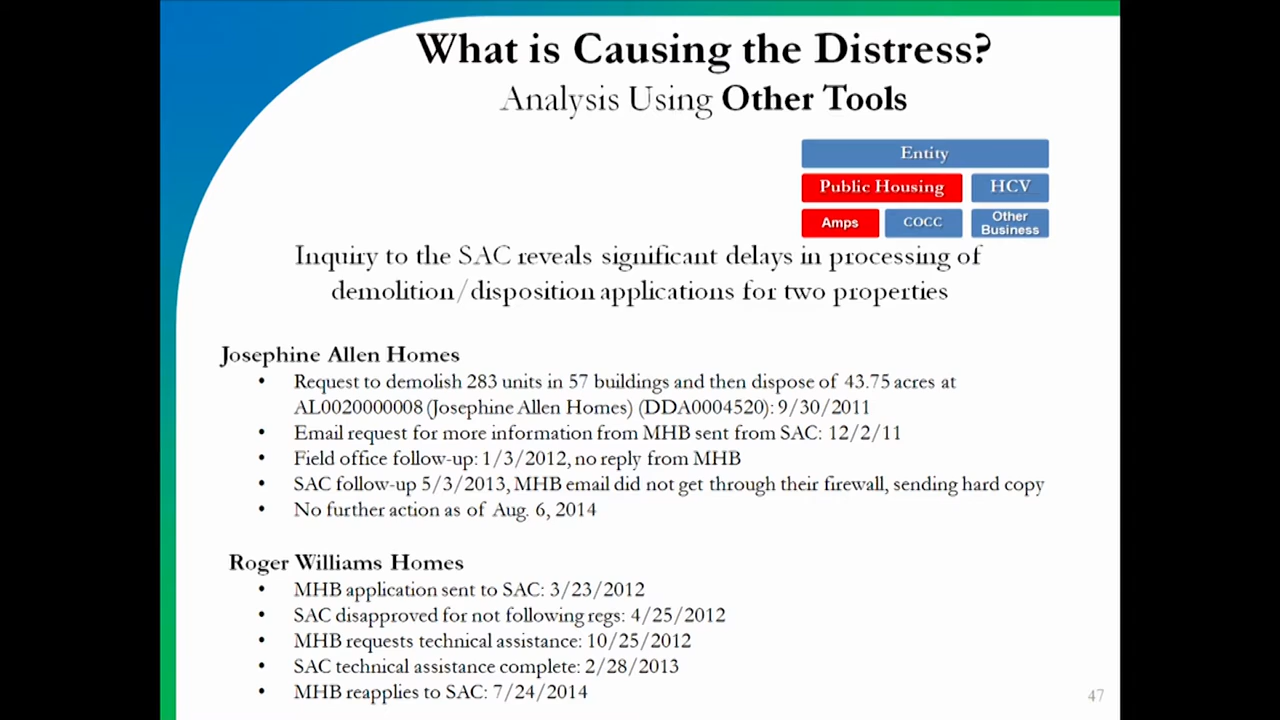 What is Causing the Distress?
Analysis Using Other Tools
Entity
Public Housing
HCV
Amps
COCC
Other
Business
Inquiry to the SAC reveals significant delays in processing of
demolition/disposition applications for two properties
Josephine Allen Homes
• Request to demolish 283 units in 57 buildings and then dispose of 43.75 acres at
AL0020000008 (Josephine Allen Homes) (DDA0004520): 9/30/2011
• Email request for more information from MHB sent from SAC: 12/2/11
• Field office follow-up: 1/3/2012, no reply from MHB
• SAC follow-up 5/3/2013, MHB email did not get through their firewall, sending hard copy
• No further action as of Aug. 6, 2014
Roger Williams Homes
• MHB application sent to SAC: 3/23/2012
• SAC disapproved for not following regs: 4/25/2012
• MHB requests technical assistance: 10/25/2012
• SAC technical assistance complete: 2/28/2013
• MHB reapplies to SAC: 7/24/2014
47